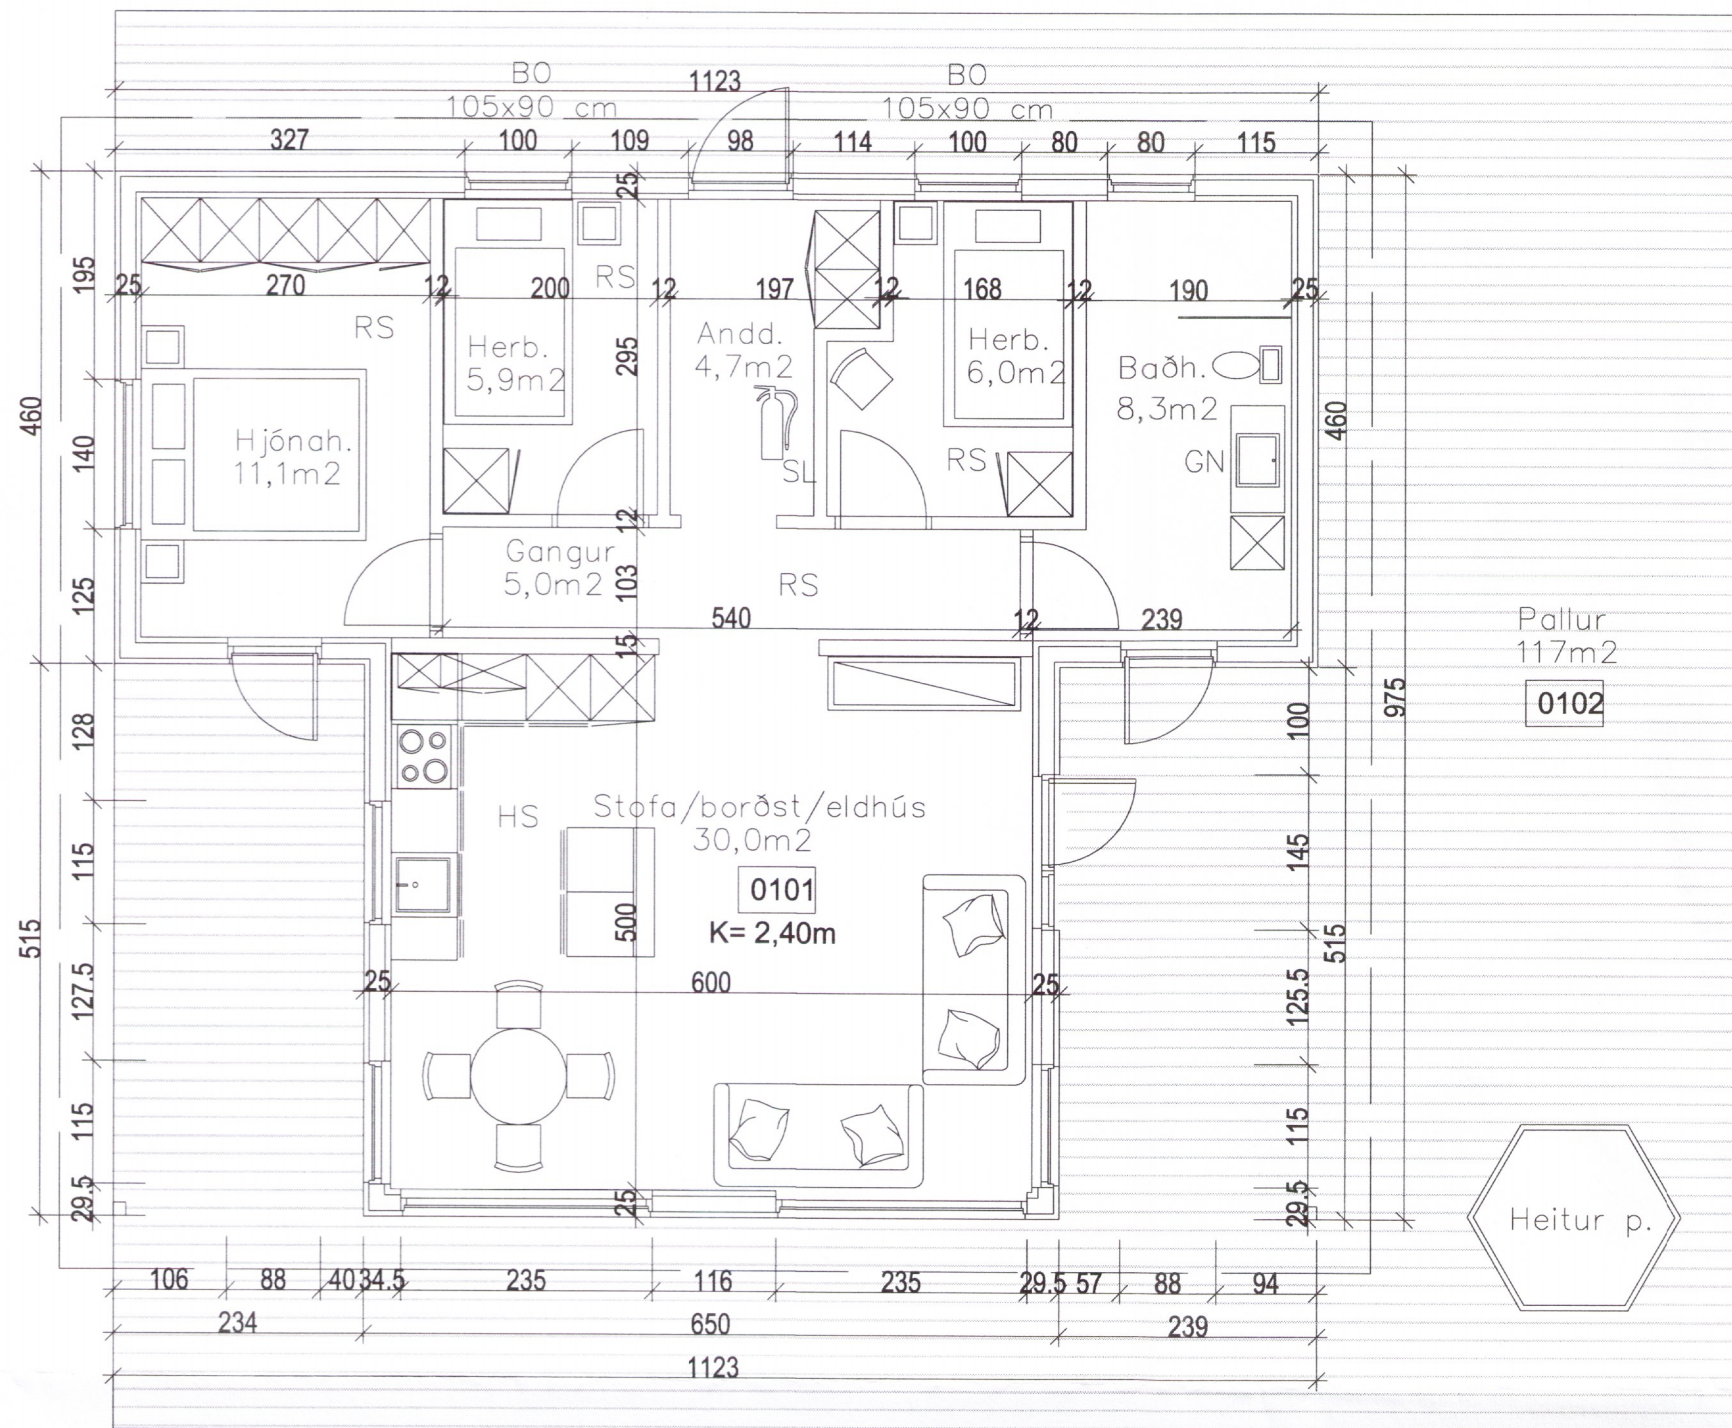 BO
1123
BO
105x90 cm
105x90 cm
327
100
109
98
114
100
80
80
115
25
195
25
270
12
200
RS
12
197
12
168
12
190
25
RS
Herb.
5,9m2
295
Andd.
4,7m2
Herb.
6,0m2
Baðh.
8,3m2
460
140
Hjónah.
11,1m2
SL
RS
GN
460
12
Gangur
5,0m2
103
RS
125
540
12
239
15
Pallur
117m2
0102
975
128
100
HS
Stofa/borðst/eldhús
30,0m2
0101
K= 2,40m
115
145
500
515
515
127.5
25
600
25
125.5
115
115
29.5
25
29.5
Heitur p.
106
88
40
34.5
235
116
235
29.5
57
88
94
234
650
239
1123